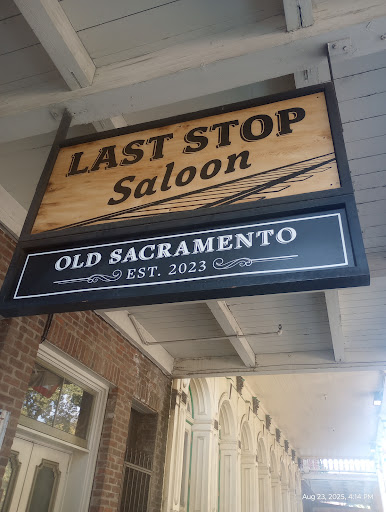 LAST STOP
Saloon
OLD SACRAMENTO
EST. 2023
Aug 23, 2025, 4:14 PM